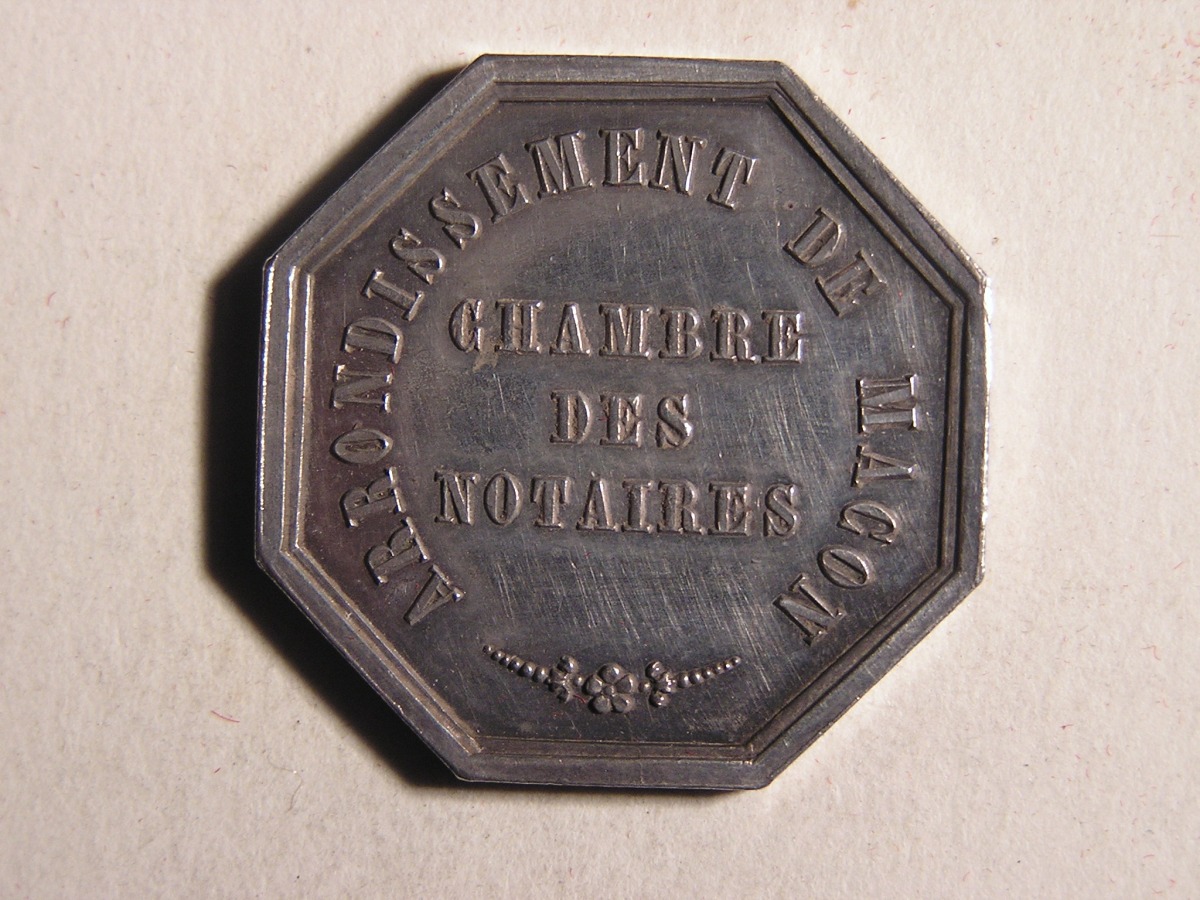 ARRONDISSEMENT DE MACON
CHAMBRE
DES
NOTAIRES